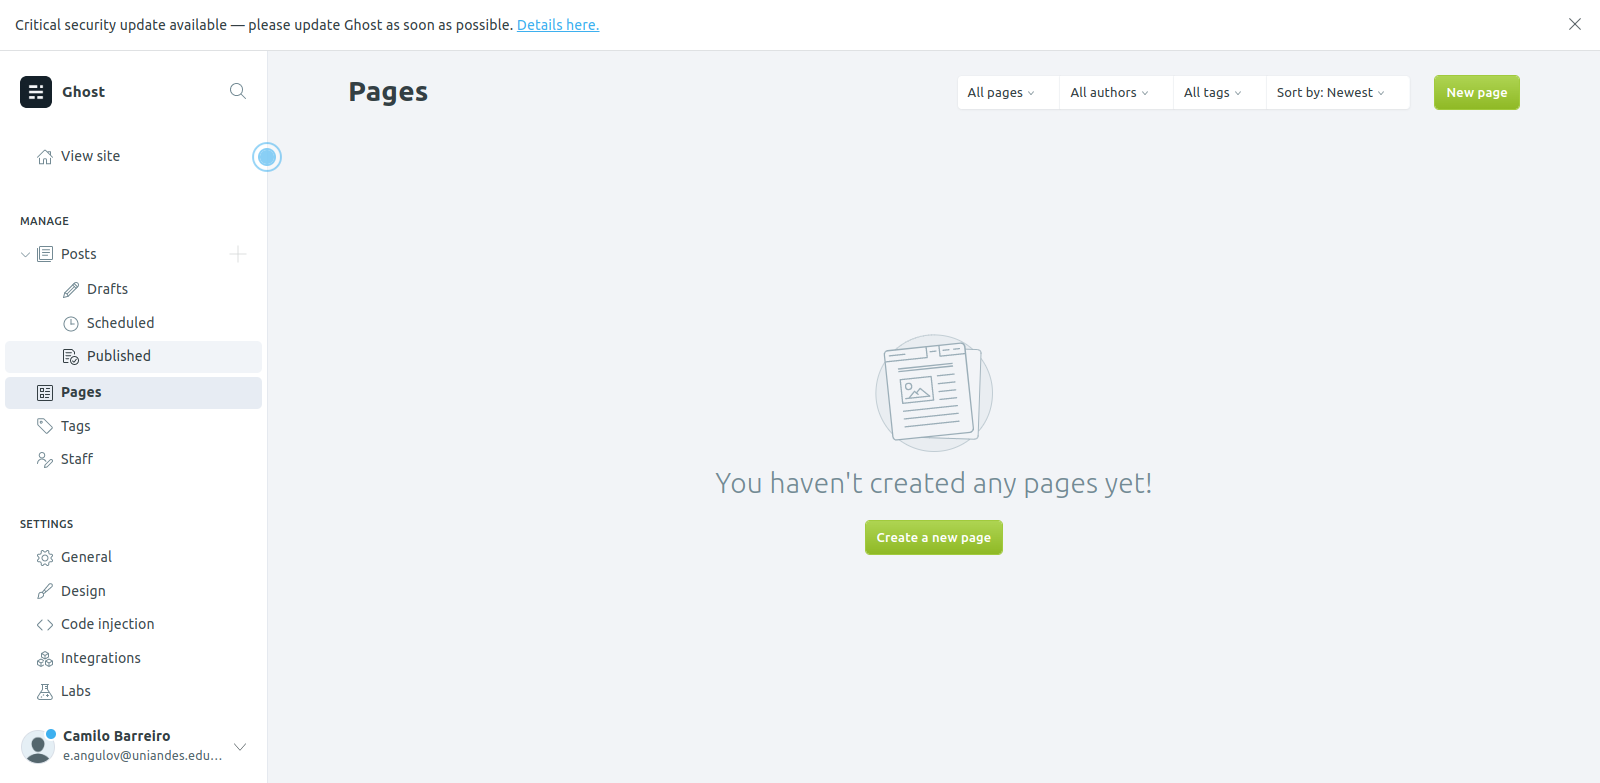 Critical security update available — please update Ghost as soon as possible. Details here.
Ghost
View site
MANAGE
Posts
Drafts
Scheduled
Published
Pages
Tags
Staff
SETTINGS
General
Design
Code injection
Integrations
Labs
Camilo Barreiro
e.angulov@uniandes.edu...
Pages
All pages
All authors
All tags
Sort by: Newest
New page
You haven't created any pages yet!
Create a new page